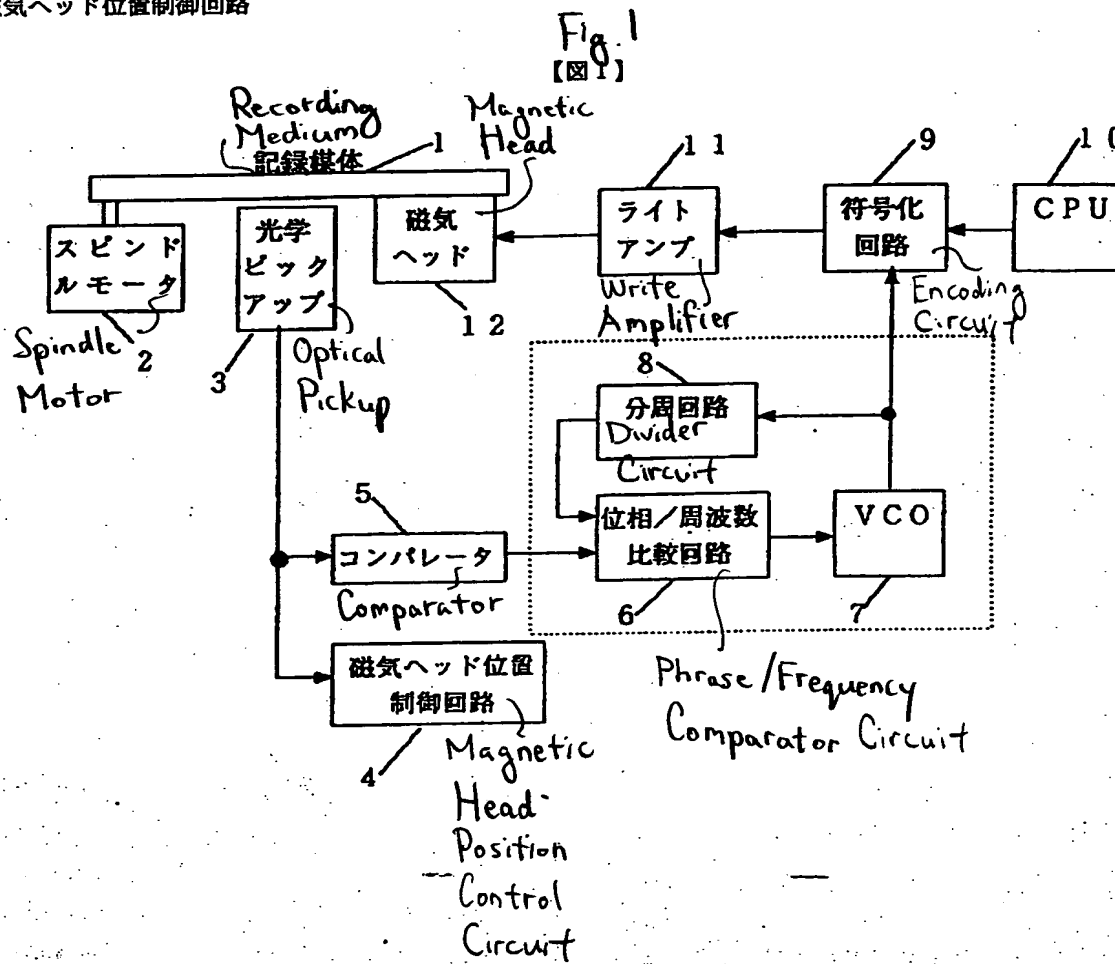 磁気ヘッド位置制御回路
Fig.1
【図1】
Recording
Medium
記録媒体
1
Magnetic
Head
磁気
ヘッド
12
スピンド
ルモータ
Spindle
Motor
2
光学
ピック
アップ
3
Optical
Pickup
11
ライト
アンプ
Write
Amplifier
9
符号化
回路
Encoding
Circuit
10
CPU
8
分周回路
Divider
Circuit
5
コンパレータ
Comparator
位相/周波数
比較回路
6
VCO
7
磁気ヘッド位置
制御回路
4
Phrase/Frequency
Comparator Circuit
Magnetic
Head
Position
Control
Circuit